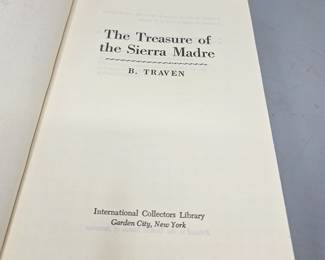 The Treasure of
the Sierra Madre
B. TRAVEN
International Collectors Library
Garden City, New York